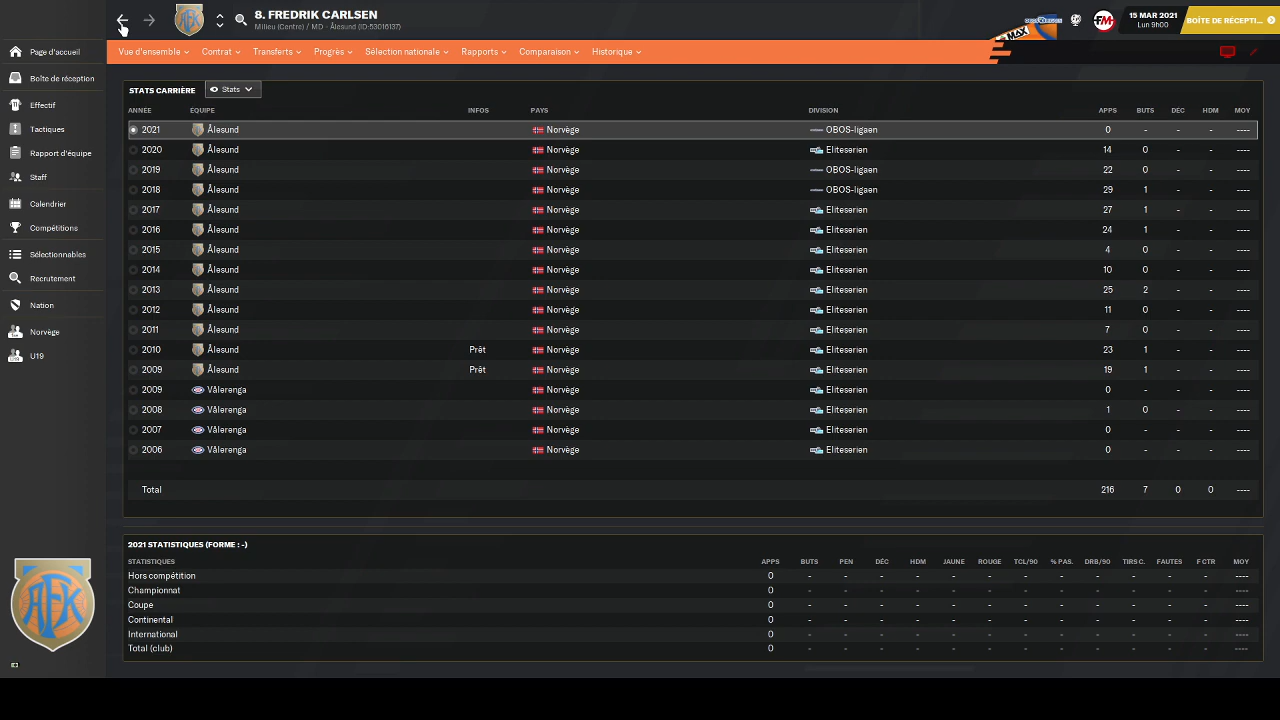 8. FREDRIK CARLSEN
Milieu (Centre) / MD - Ålesund (ID:53016137)
15 MAR 2021
Lun 9h00
BOÎTE DE RÉCEPTI...
Page d'accueil
Boîte de réception
Effectif
Tactiques
Rapport d'équipe
Staff
Calendrier
Compétitions
Sélectionnables
Recrutement
Nation
Norvège
U19
Vue d'ensemble Contrat Transferts Progrès Sélection nationale Rapports Comparaison Historique
STATS CARRIÈRE Stats
ANNÉE ÉQUIPE INFOS PAYS DIVISION APPS BUTS DÉC HDM MOY
2021 Ålesund Norvège OBOS-ligaen 0 - - - ----
2020 Ålesund Norvège Eliteserien 14 0 - - ----
2019 Ålesund Norvège OBOS-ligaen 22 0 - - ----
2018 Ålesund Norvège OBOS-ligaen 29 1 - - ----
2017 Ålesund Norvège Eliteserien 27 1 - - ----
2016 Ålesund Norvège Eliteserien 24 1 - - ----
2015 Ålesund Norvège Eliteserien 4 0 - - ----
2014 Ålesund Norvège Eliteserien 10 0 - - ----
2013 Ålesund Norvège Eliteserien 25 2 - - ----
2012 Ålesund Norvège Eliteserien 11 0 - - ----
2011 Ålesund Norvège Eliteserien 7 0 - - ----
2010 Ålesund Prêt Norvège Eliteserien 23 1 - - ----
2009 Ålesund Prêt Norvège Eliteserien 19 1 - - ----
2009 Vålerenga Norvège Eliteserien 0 - - - ----
2008 Vålerenga Norvège Eliteserien 1 0 - - ----
2007 Vålerenga Norvège Eliteserien 0 - - - ----
2006 Vålerenga Norvège Eliteserien 0 - - - ----
Total 216 7 0 0 ----
2021 STATISTIQUES (FORME : -)
STATISTIQUES APPS BUTS PEN DÉC HDM JAUNE ROUGE TCL/90 % PAS. DRB/90 TIRS C. FAUTES F CTR MOY
Hors compétition 0 - - - - - - - - - - - - ----
Championnat 0 - - - - - - - - - - - - ----
Coupe 0 - - - - - - - - - - - - ----
Continental 0 - - - - - - - - - - - - ----
International 0 - - - - - - - - - - - - ----
Total (club) 0 - - - - - - - - - - - - ----